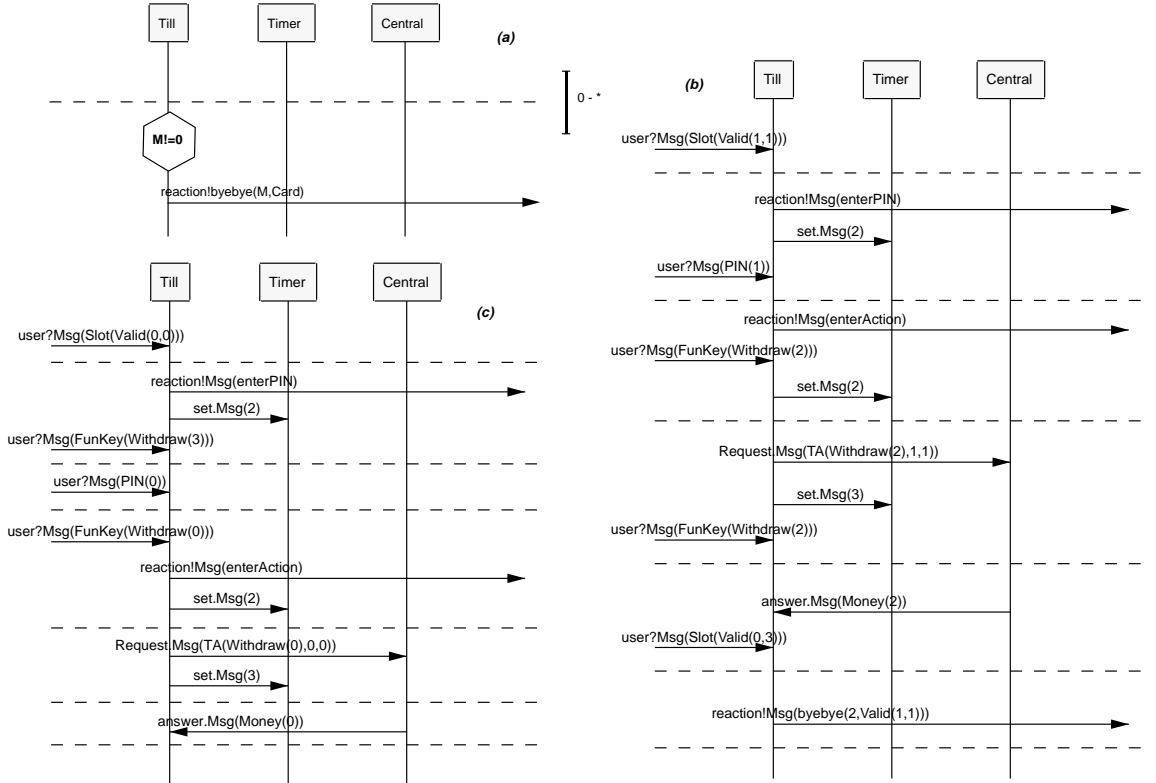 Till
Timer
Central
(a)
0 - *
M!=0
reaction!byebye(M,Card)
(b)
Till
Timer
Central
user?Msg(Slot(Valid(1,1)))
reaction!Msg(enterPIN)
set.Msg(2)
user?Msg(PIN(1))
reaction!Msg(enterAction)
user?Msg(FunKey(Withdraw(2)))
set.Msg(2)
Request.Msg(TA(Withdraw(2),1,1))
set.Msg(3)
user?Msg(FunKey(Withdraw(2)))
answer.Msg(Money(2))
user?Msg(Slot(Valid(0,3)))
reaction!Msg(byebye(2,Valid(1,1)))
Till
Timer
Central
(c)
user?Msg(Slot(Valid(0,0)))
reaction!Msg(enterPIN)
set.Msg(2)
user?Msg(FunKey(Withdraw(3)))
user?Msg(PIN(0))
user?Msg(FunKey(Withdraw(0)))
reaction!Msg(enterAction)
set.Msg(2)
Request.Msg(TA(Withdraw(0),0,0))
set.Msg(3)
answer.Msg(Money(0))